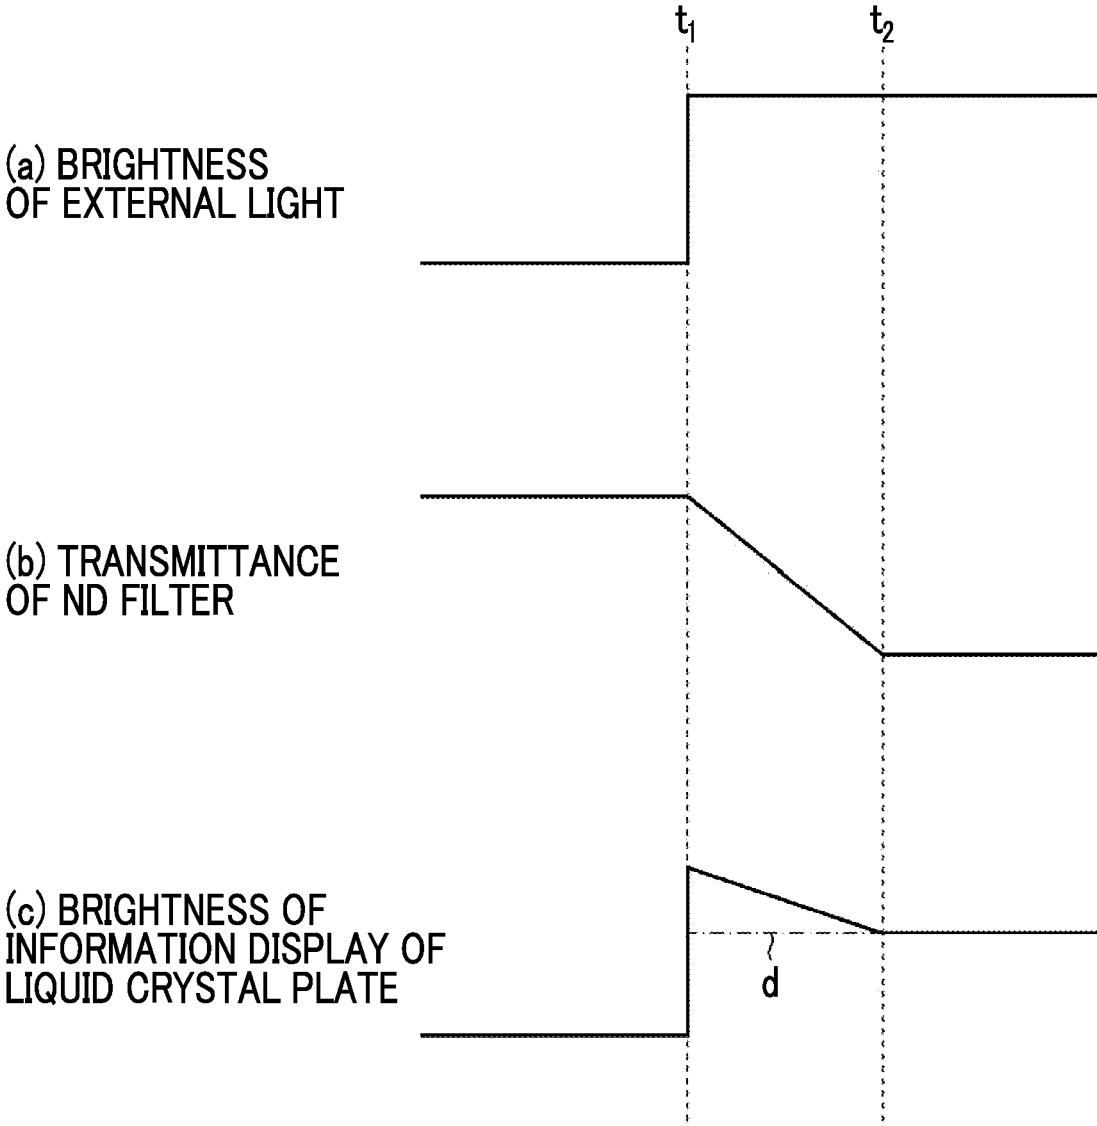 t1 t2
(a) BRIGHTNESS
OF EXTERNAL LIGHT
(b) TRANSMITTANCE
OF ND FILTER
(c) BRIGHTNESS OF
INFORMATION DISPLAY OF
LIQUID CRYSTAL PLATE
d